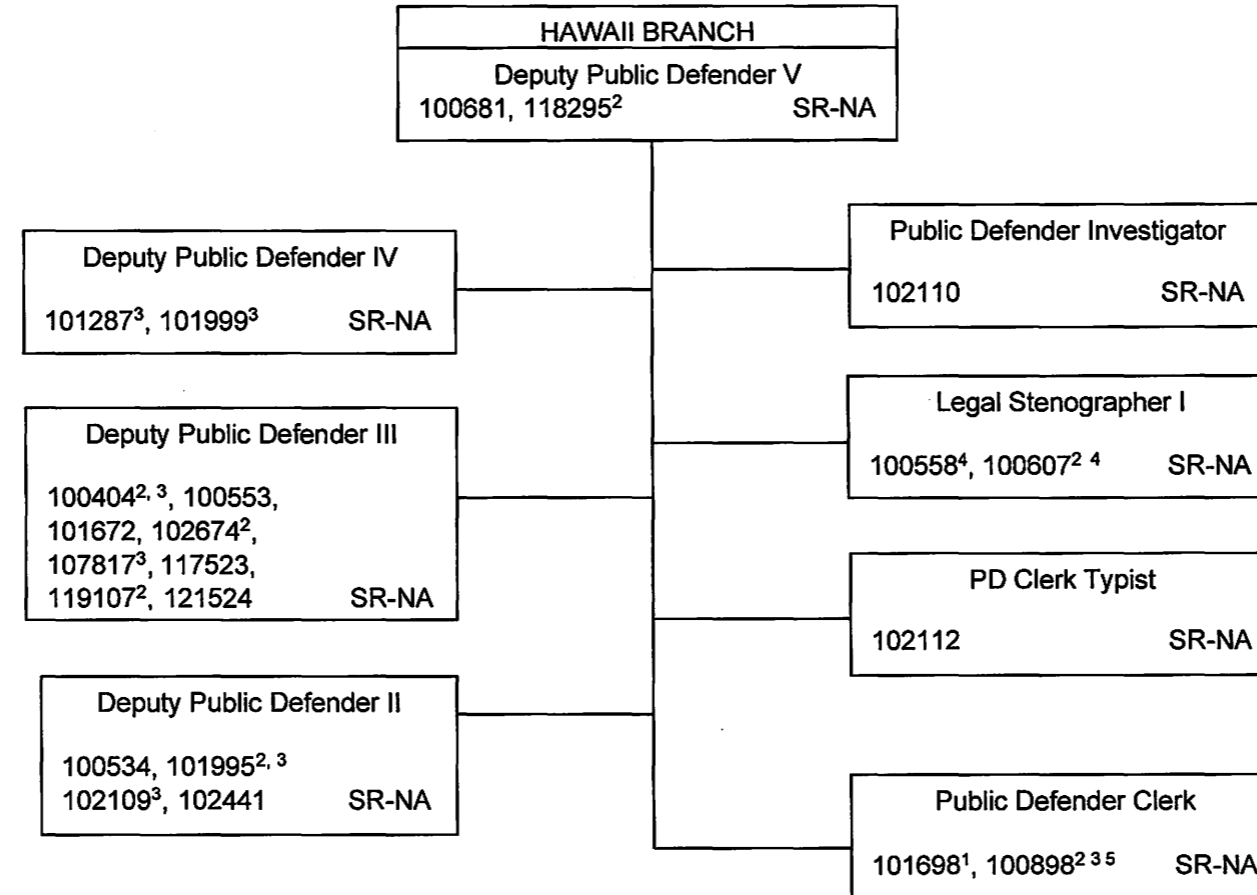 HAWAII BRANCH
Deputy Public Defender V
100681, 118295² SR-NA
Deputy Public Defender IV
101287³, 101999³ SR-NA
Deputy Public Defender III
100404²,³, 100553,
101672, 102674²,
107817³, 117523,
119107², 121524 SR-NA
Deputy Public Defender II
100534, 101995²,³
102109³, 102441 SR-NA
Public Defender Investigator
102110 SR-NA
Legal Stenographer I
100558⁴, 100607² ⁴ SR-NA
PD Clerk Typist
102112 SR-NA
Public Defender Clerk
101698¹, 100898² ³ ⁵ SR-NA